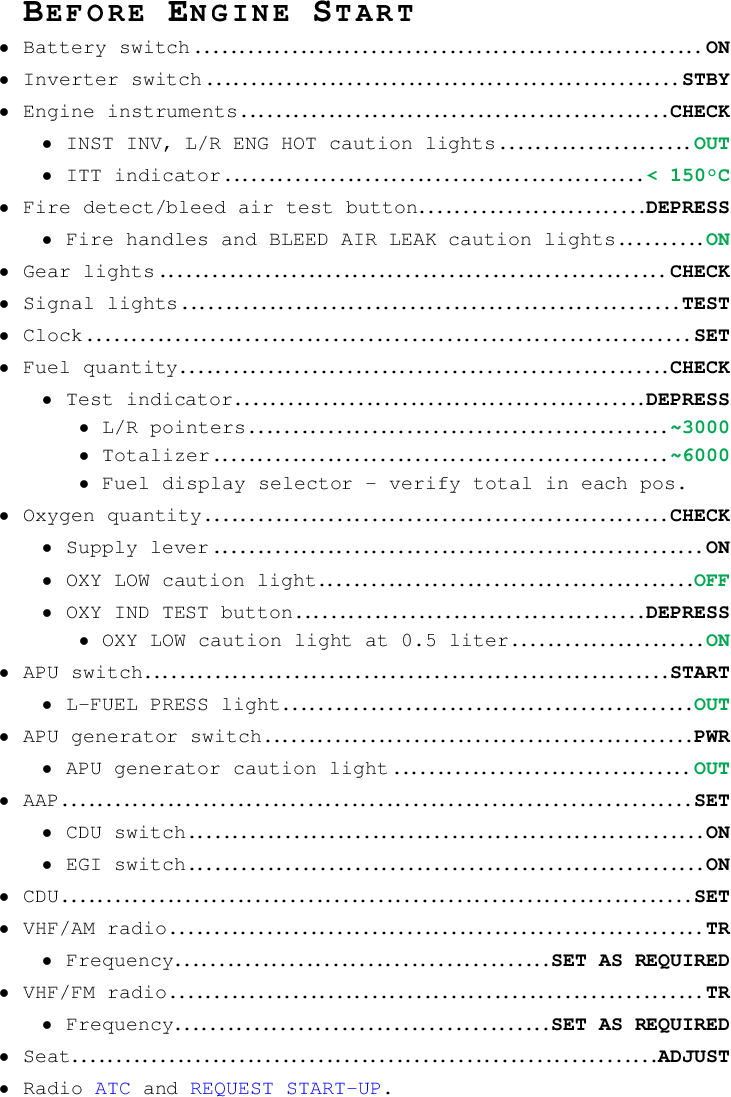 BEFORE ENGINE START
• Battery switch ........................................................ ON
• Inverter switch ...................................................... STBY
• Engine instruments ................................................. CHECK
• INST INV, L/R ENG HOT caution lights ...................... OUT
• ITT indicator ................................................ < 150°C
• Fire detect/bleed air test button .......................... DEPRESS
• Fire handles and BLEED AIR LEAK caution lights .......... ON
• Gear lights .......................................................... CHECK
• Signal lights ......................................................... TEST
• Clock ..................................................................... SET
• Fuel quantity ........................................................ CHECK
• Test indicator ............................................... DEPRESS
• L/R pointers ................................................ ~3000
• Totalizer .................................................... ~6000
• Fuel display selector – verify total in each pos.
• Oxygen quantity ..................................................... CHECK
• Supply lever ........................................................ ON
• OXY LOW caution light ........................................... OFF
• OXY IND TEST button ........................................ DEPRESS
• OXY LOW caution light at 0.5 liter ...................... ON
• APU switch ............................................................ START
• L-FUEL PRESS light ............................................... OUT
• APU generator switch ................................................. PWR
• APU generator caution light .................................. OUT
• AAP ........................................................................ SET
• CDU switch ........................................................... ON
• EGI switch ........................................................... ON
• CDU ........................................................................ SET
• VHF/AM radio ............................................................. TR
• Frequency ........................................... SET AS REQUIRED
• VHF/FM radio ............................................................. TR
• Frequency ........................................... SET AS REQUIRED
• Seat ................................................................... ADJUST
• Radio ATC and REQUEST START-UP.